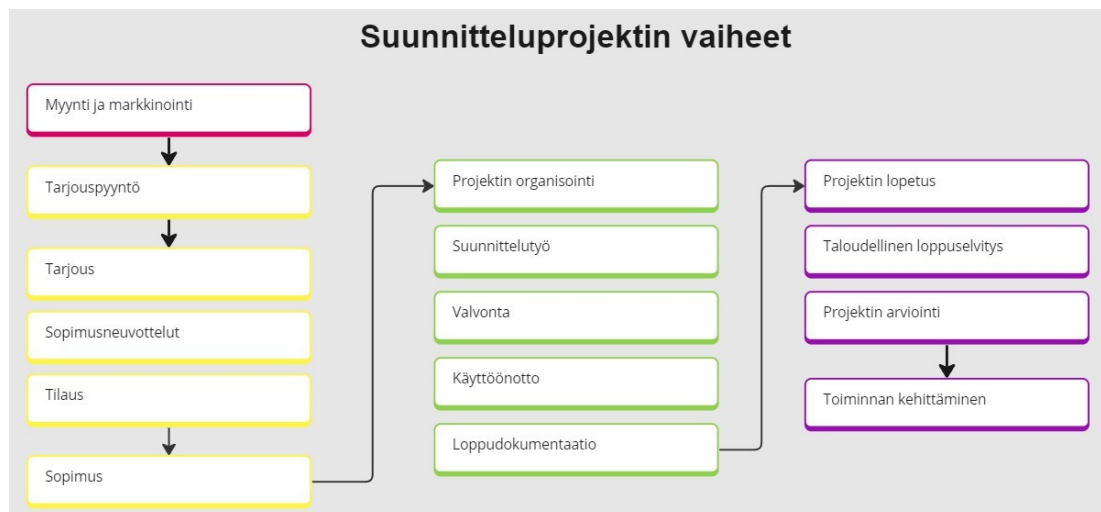 Suunnitteluprojektin vaiheet
Myynti ja markkinointi
Tarjouspyyntö
Tarjous
Sopimusneuvottelut
Tilaus
Sopimus
Projektin organisointi
Suunnittelutyö
Valvonta
Käyttöönotto
Loppudokumentaatio
Projektin lopetus
Taloudellinen loppuselvitys
Projektin arviointi
Toiminnan kehittäminen